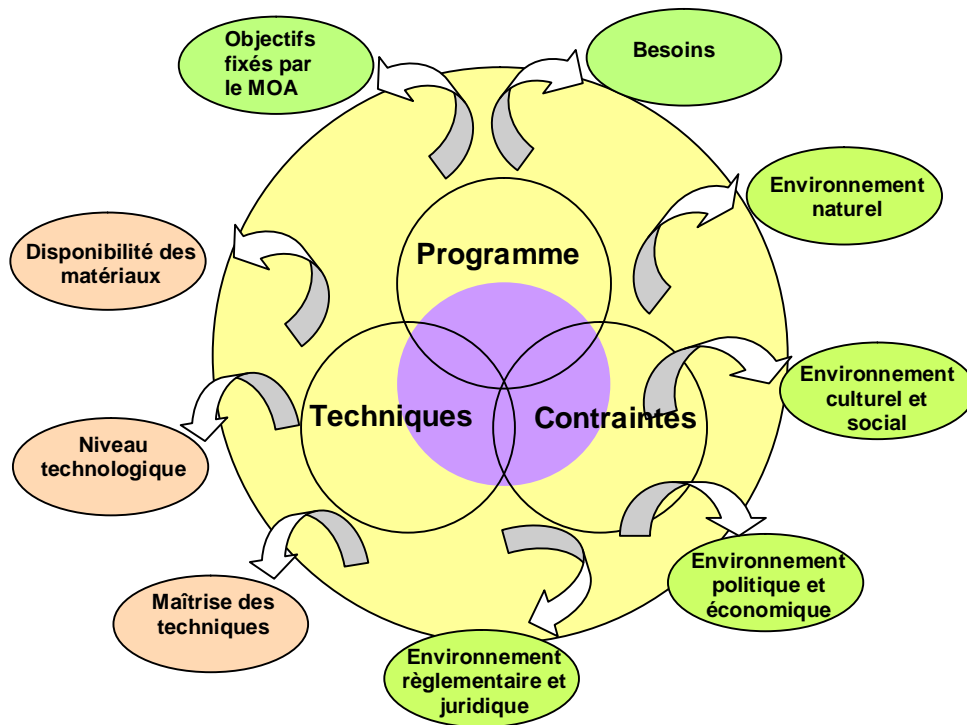 Objectifs
fixés par
le MOA
Besoins
Environnement
naturel
Disponibilité des
matériaux
Programme
Environnement
culturel et
social
Techniques
Contraintes
Niveau
technologique
Environnement
politique et
économique
Maîtrise des
techniques
Environnement
règlementaire et
juridique